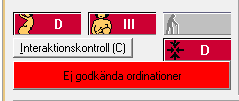 D III
Interaktionskontroll (C) D
Ej godkända ordinationer